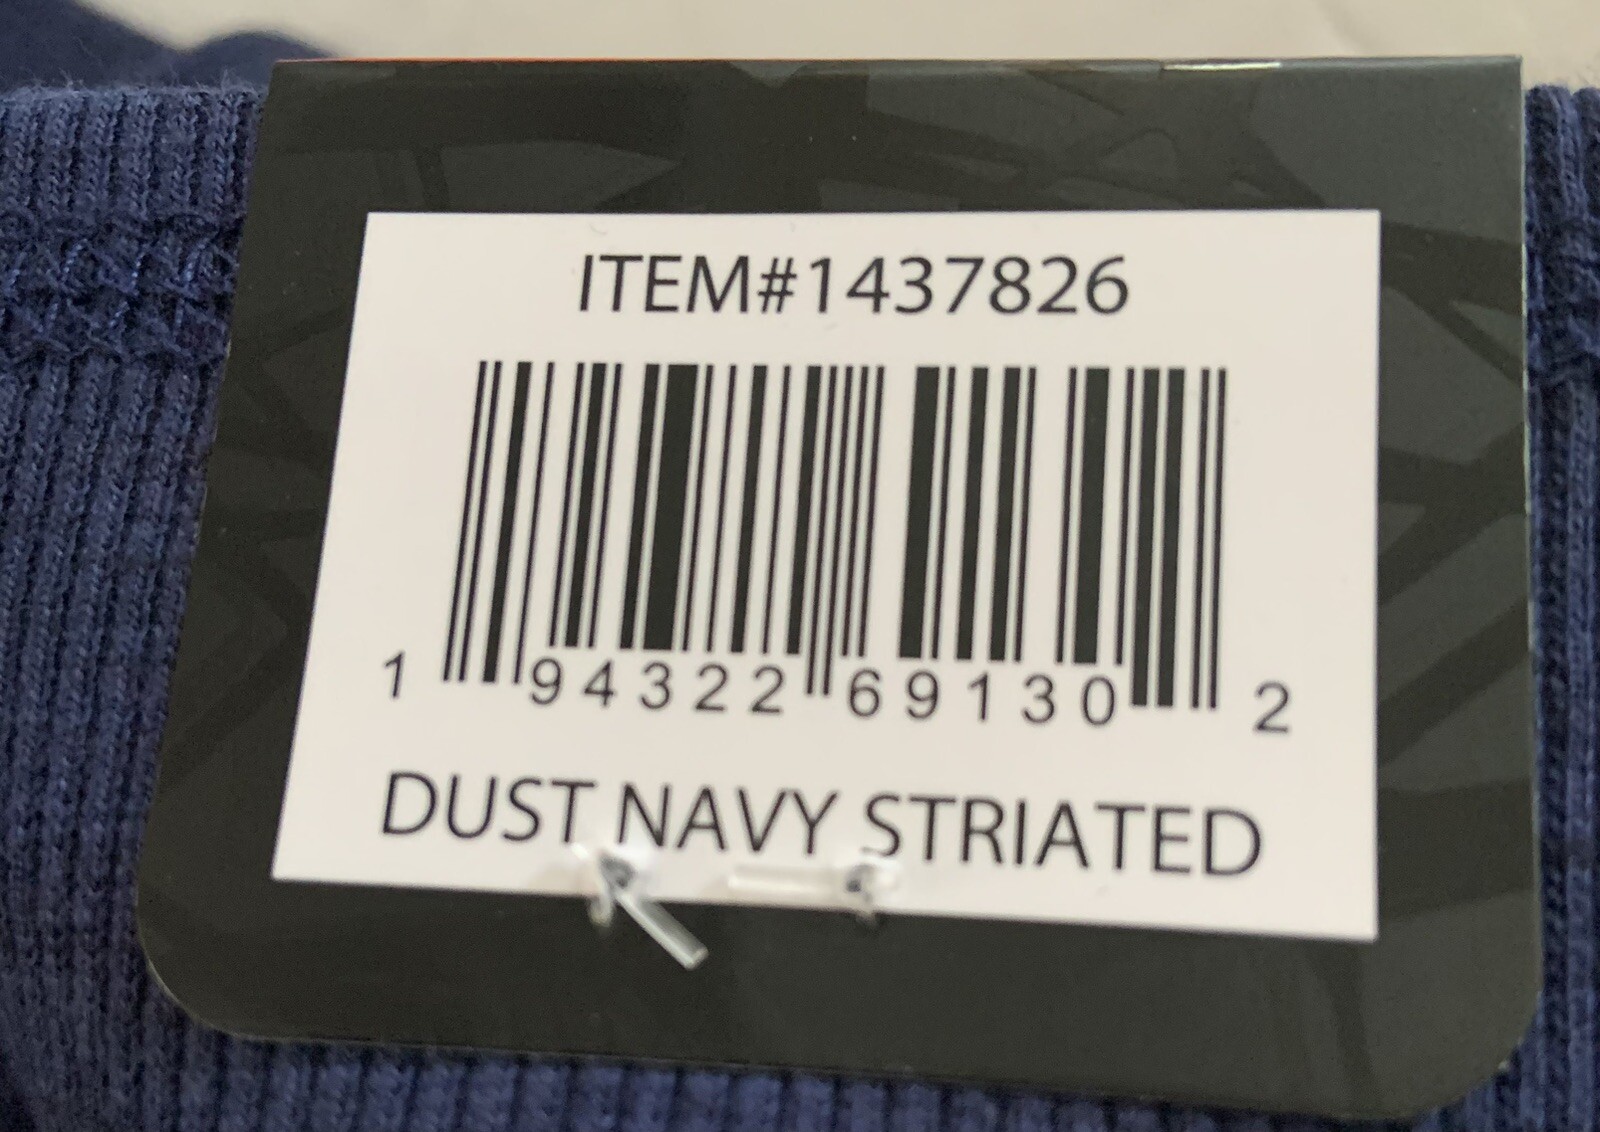 ITEM#1437826
1 94322 69130 2
DUST NAVY STRIATED